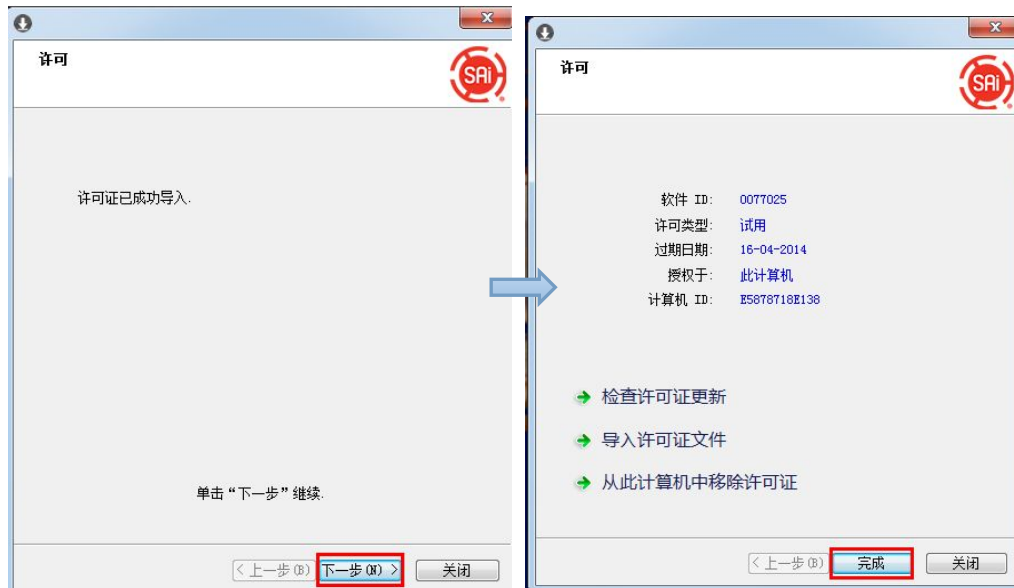 许可
SAi
许可证已成功导入.
单击“下一步”继续.
< 上一步(B)
下一步(N) >
关闭
许可
SAi
软件 ID: 0077025
许可类型: 试用
过期日期: 16-04-2014
授权于: 此计算机
计算机 ID: E5878718E138
检查许可证更新
导入许可证文件
从此计算机中移除许可证
< 上一步(B)
完成
关闭